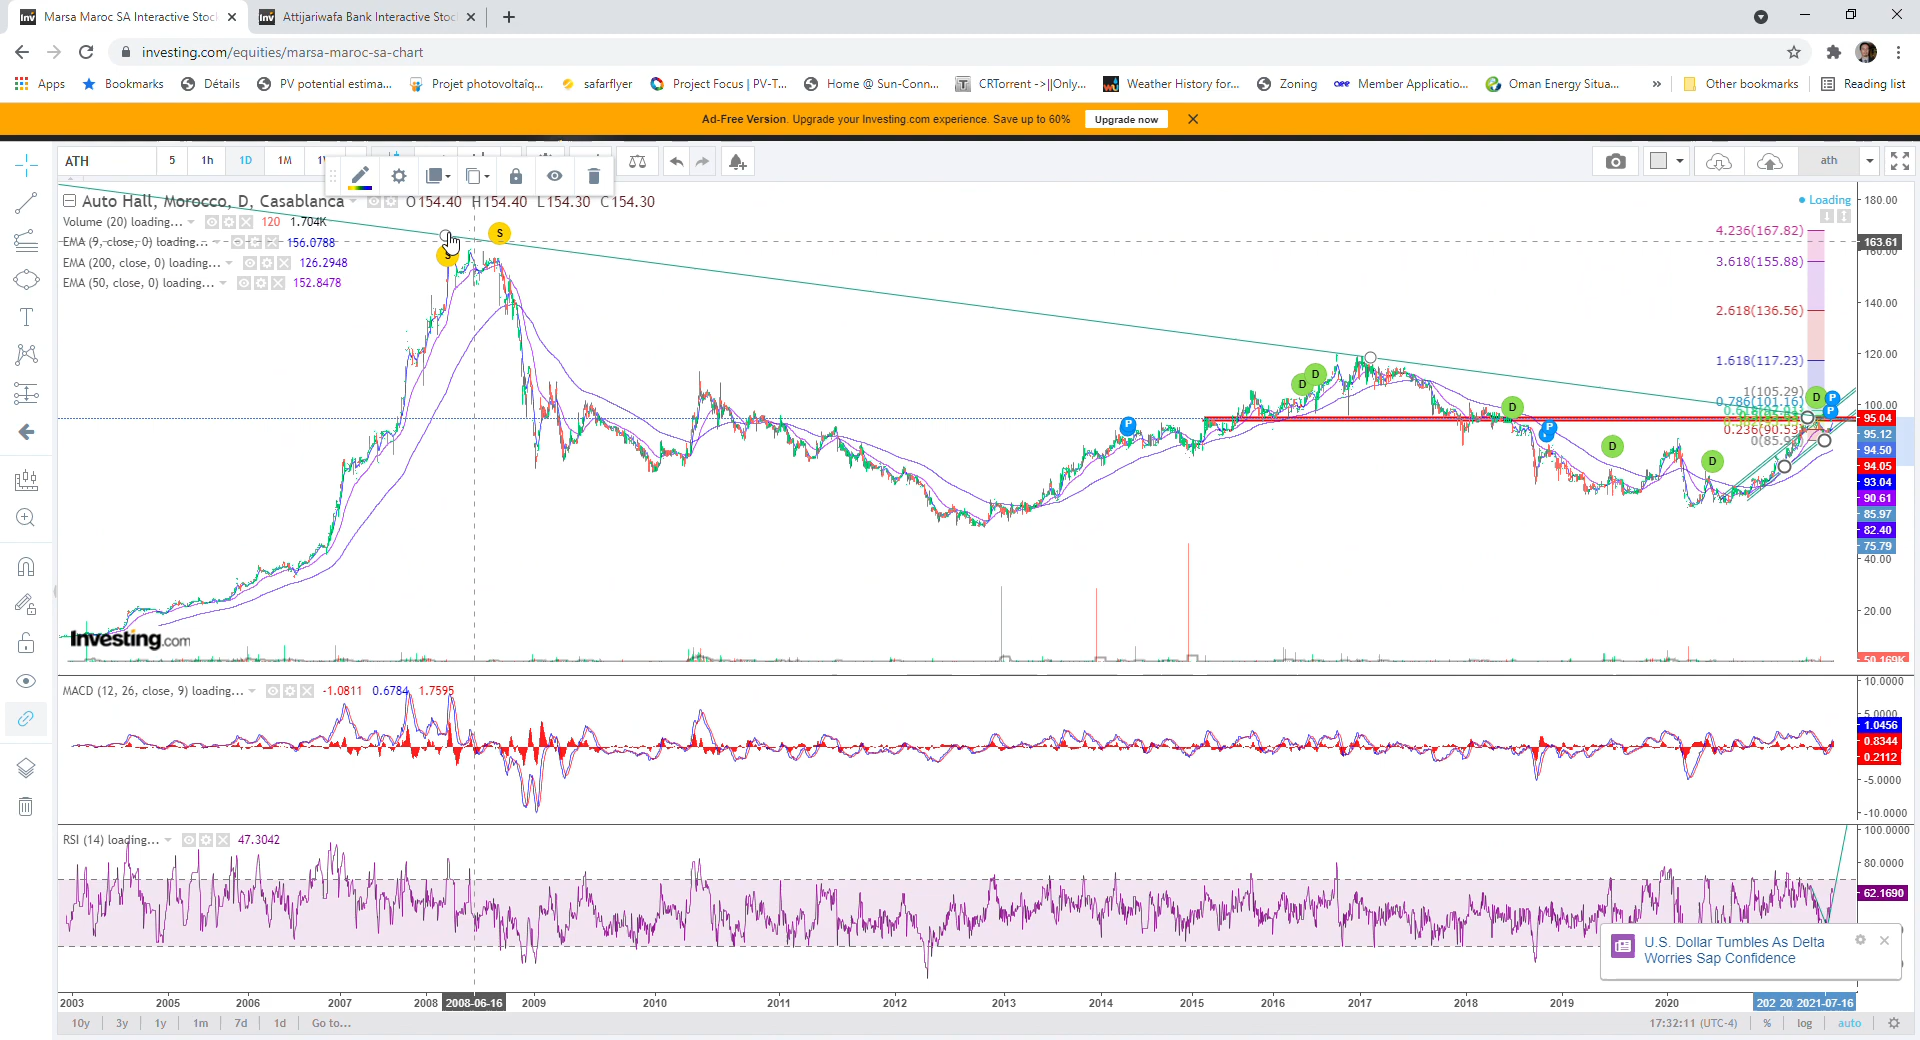 Marsa Maroc SA Interactive Stoc
Attijariwafa Bank Interactive Stoc
investing.com/equities/marsa-maroc-sa-chart
Apps Bookmarks Détails PV potential estima... Projet photovoltaïq... safarflyer Project Focus | PV-T... Home @ Sun-Conn... CRTorrent ->||Only... Weather History for... Zoning Member Applicatio... Oman Energy Situa... » Other bookmarks Reading list
Ad-Free Version. Upgrade your Investing.com experience. Save up to 60% Upgrade now
ATH 5 1h 1D 1M ath
Auto Hall, Morocco, D, Casablanca O 154.40 H 154.40 L 154.30 C 154.30
Volume (20) loading... 120 1.704K
EMA (9, close, 0) loading... 156.0788
EMA (200, close, 0) loading... 126.2948
EMA (50, close, 0) loading... 152.8478
Loading
S
S
4.236(167.82)
3.618(155.88)
2.618(136.56)
1.618(117.23)
1(105.29)
0.786(101.16)
0.236(90.53)
D D D D D D
P P P P
180.00
163.61
160.00
140.00
120.00
100.00
95.04
95.12
94.50
94.05
93.04
90.61
85.97
82.40
75.79
40.00
20.00
50.169K
Investing.com
MACD (12, 26, close, 9) loading... -1.0811 0.6784 1.7595
10.0000
5.0000
1.0456
0.8344
0.2112
-5.0000
-10.0000
RSI (14) loading... 47.3042
100.0000
80.0000
62.1690
U.S. Dollar Tumbles As Delta
Worries Sap Confidence
2003 2005 2006 2007 2008 2008-06-16 2009 2010 2011 2012 2013 2014 2015 2016 2017 2018 2019 2020 202 20 2021-07-16
10y 3y 1y 1m 7d 1d Go to... 17:32:11 (UTC-4) % log auto